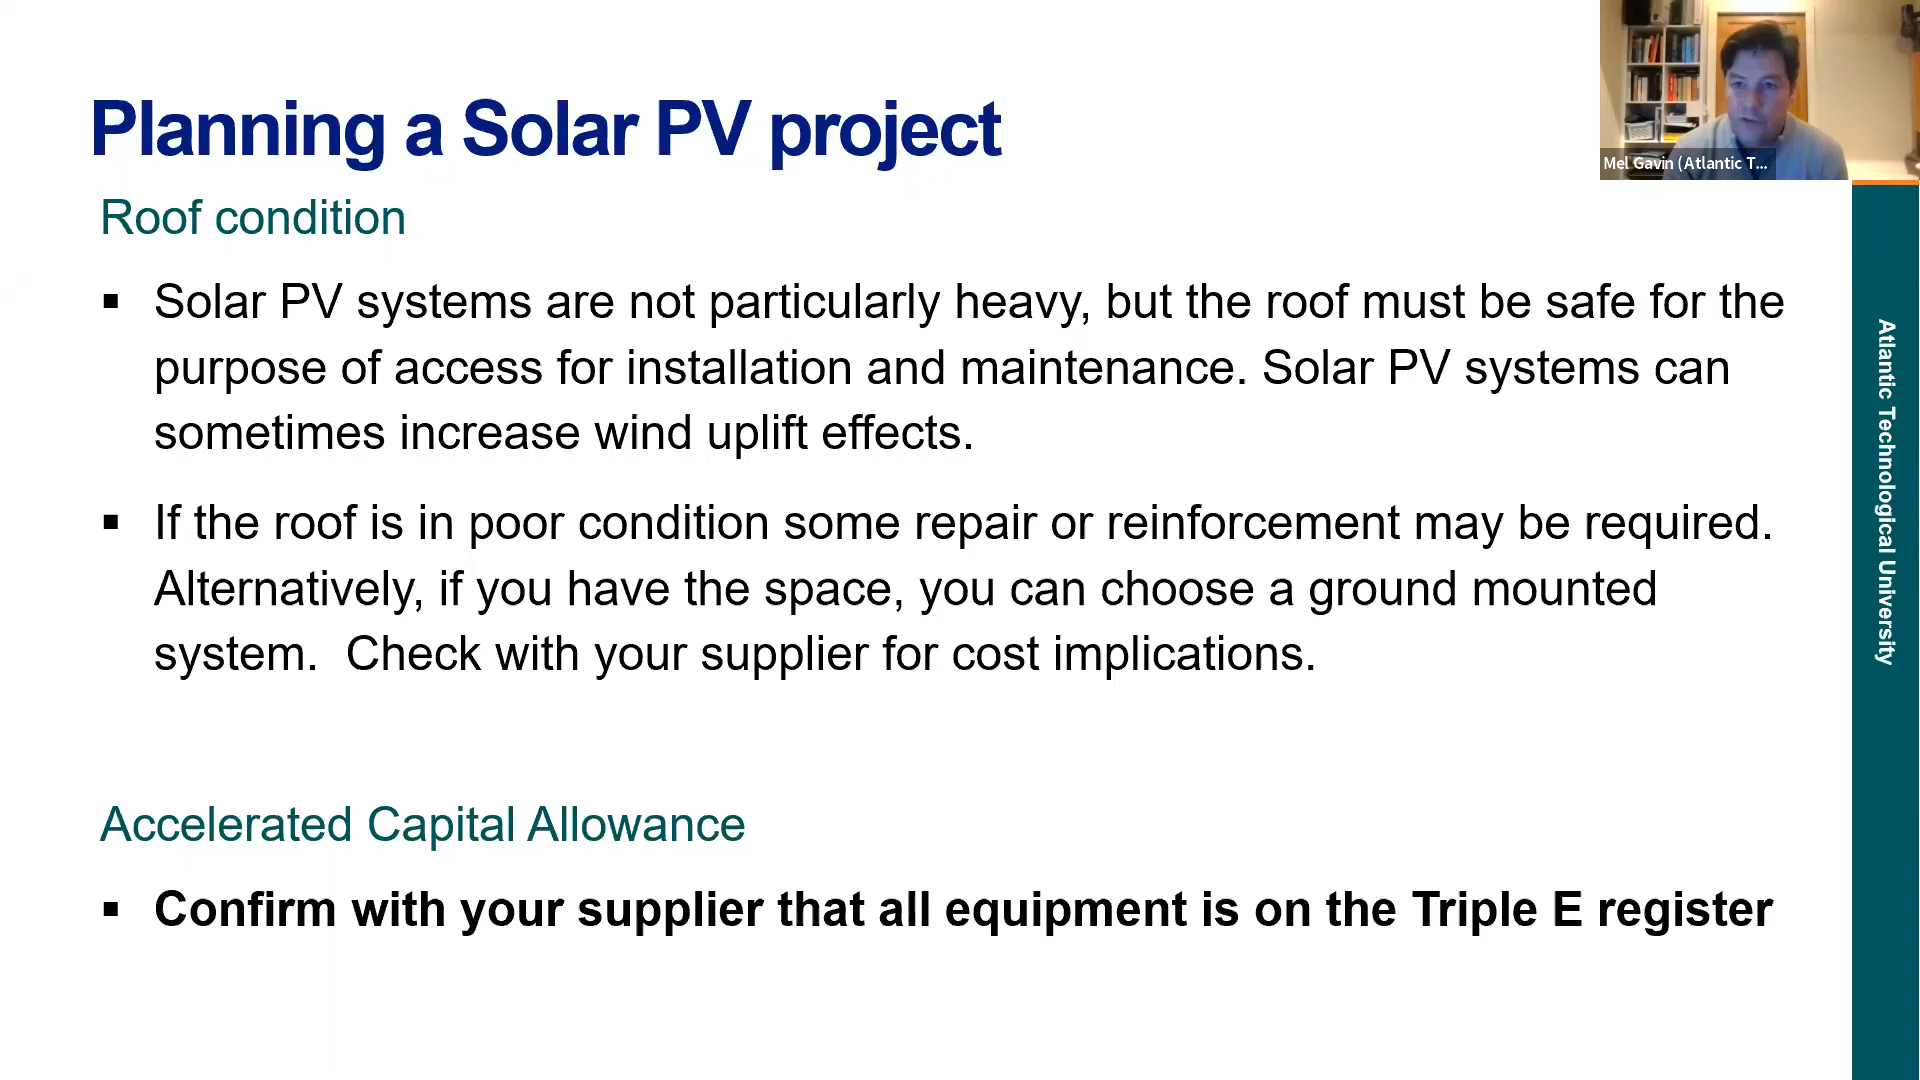 Planning a Solar PV project
Mel Gavin (Atlantic T...
Roof condition
▪ Solar PV systems are not particularly heavy, but the roof must be safe for the
purpose of access for installation and maintenance. Solar PV systems can
sometimes increase wind uplift effects.
▪ If the roof is in poor condition some repair or reinforcement may be required.
Alternatively, if you have the space, you can choose a ground mounted
system.  Check with your supplier for cost implications.
Accelerated Capital Allowance
▪ Confirm with your supplier that all equipment is on the Triple E register
Atlantic Technological University